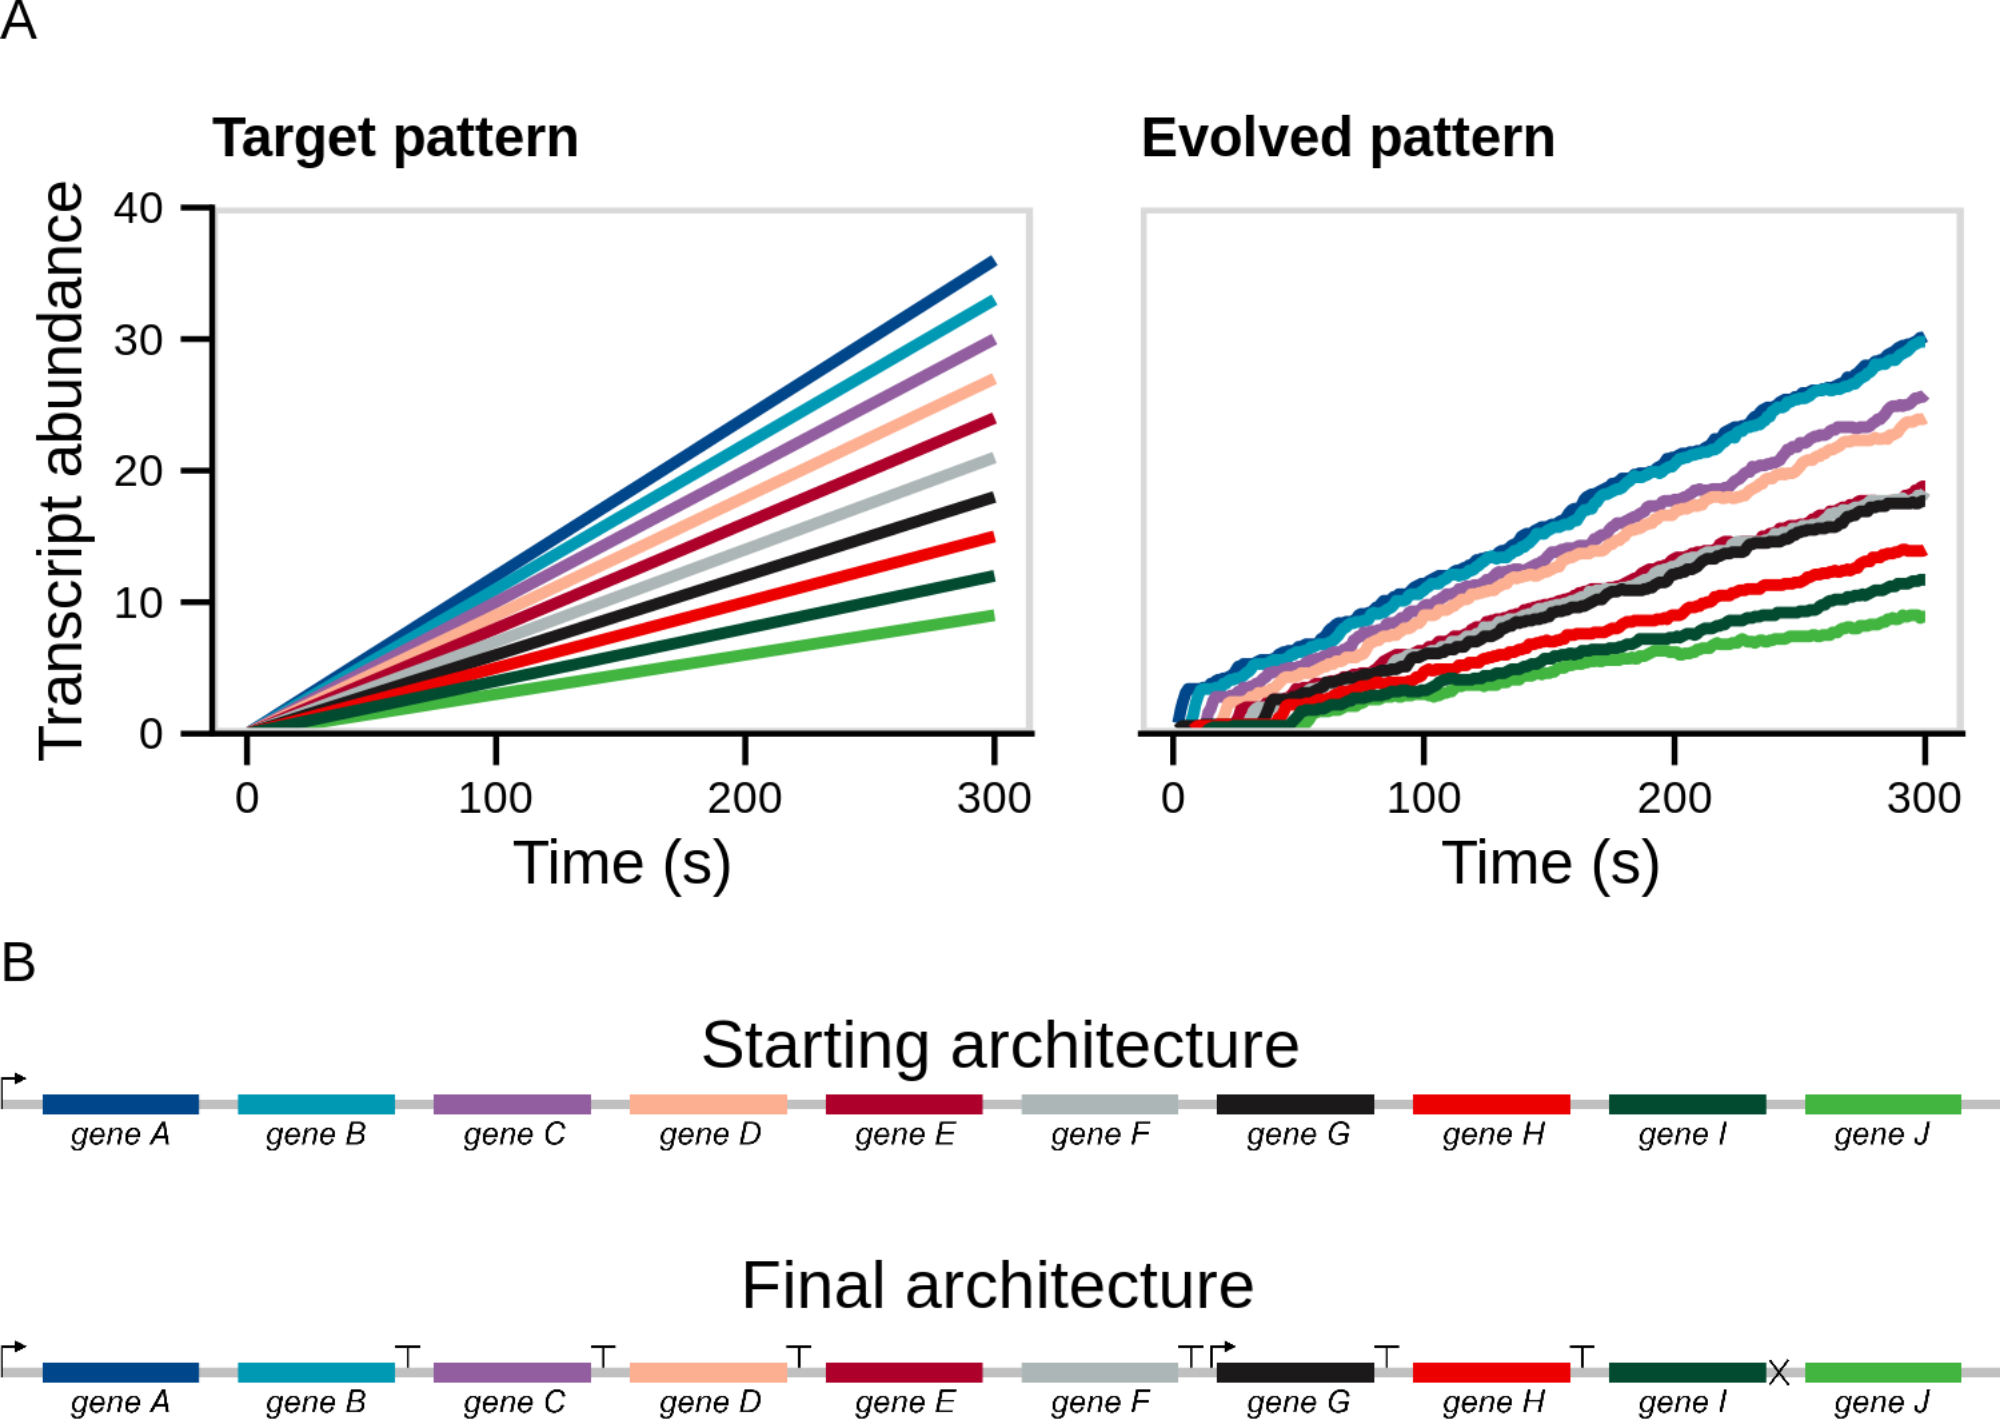 A
Target pattern
Evolved pattern
Transcript abundance
40
30
20
10
0
0 100 200 300
0 100 200 300
Time (s)
Time (s)
B
Starting architecture
gene A gene B gene C gene D gene E gene F gene G gene H gene I gene J
Final architecture
gene A gene B gene C gene D gene E gene F gene G gene H gene I gene J